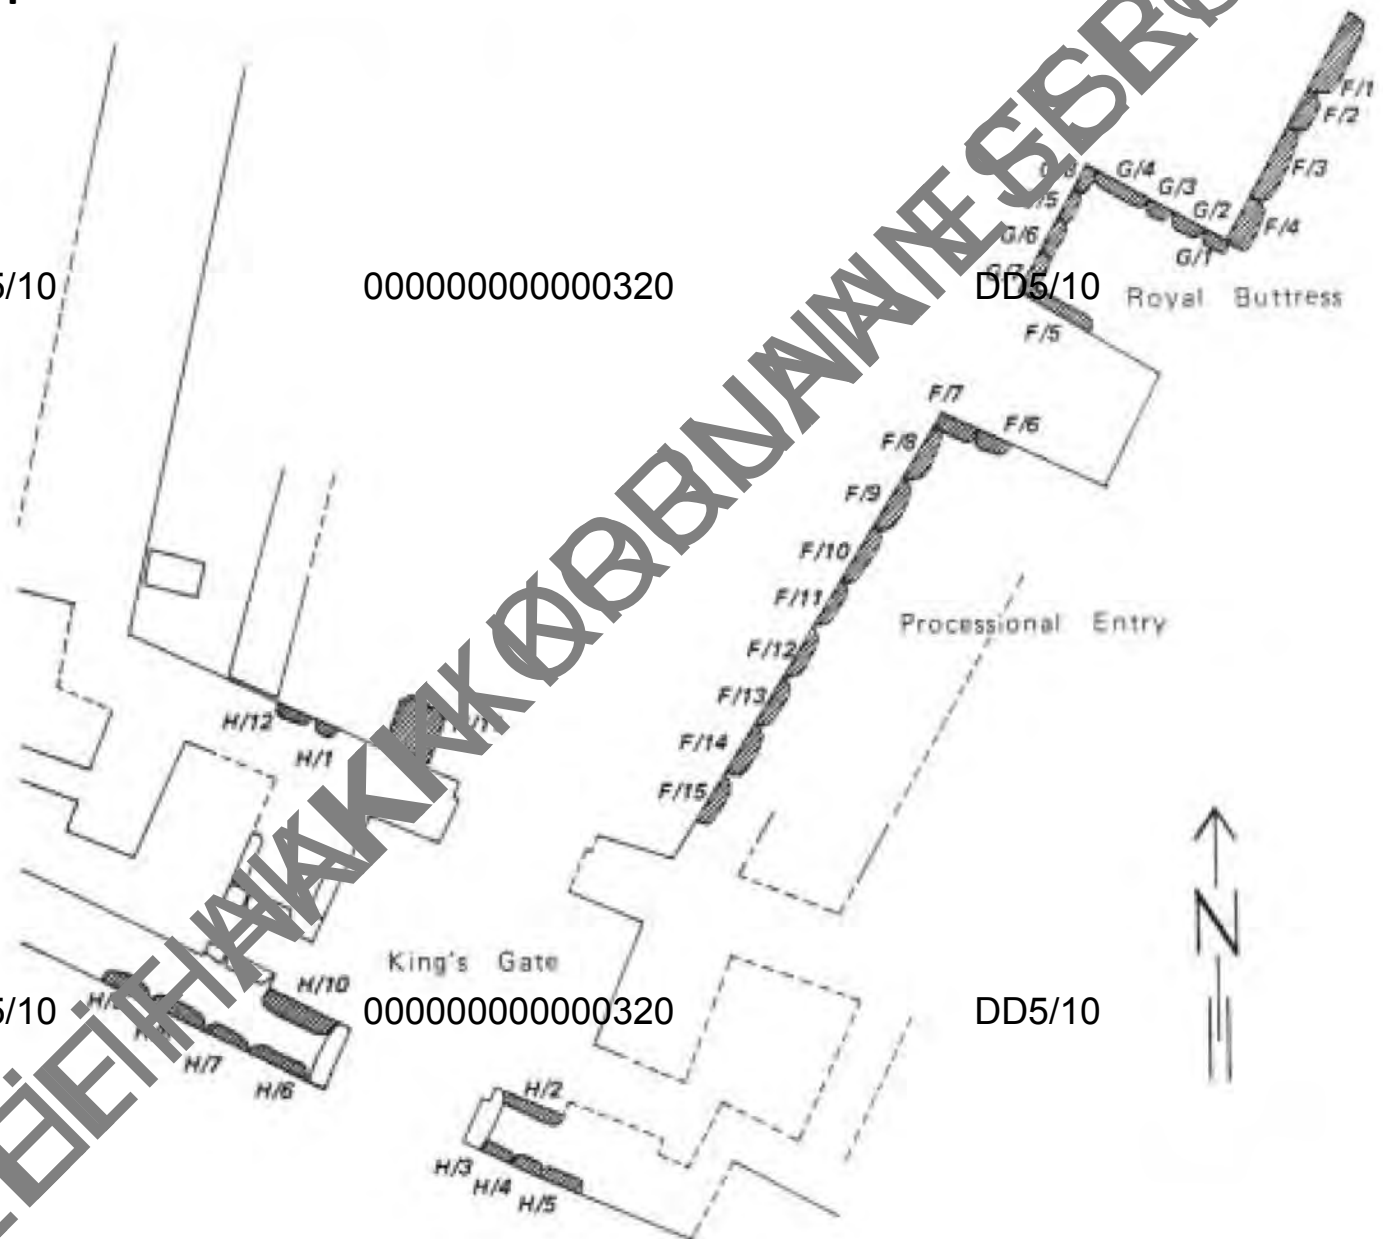 F/1
F/2
G/4
F/3
G/3
G/2
F/4
G/6
G/1
5/10
000000000000320
DD5/10
Royal Buttress
F/5
F/7
F/6
F/8
F/9
F/10
F/11
Processional Entry
F/12
F/13
H/12
F/14
H/1
F/15
N
King's Gate
H/10
5/10
000000000000320
DD5/10
H/7
H/6
H/2
H/3
H/4
H/5